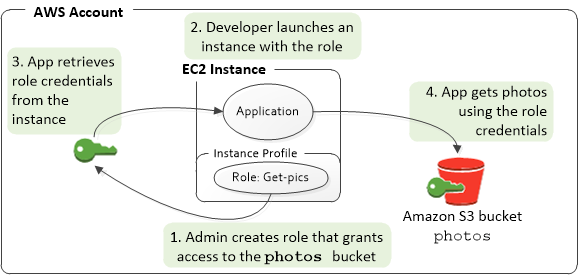 AWS Account
2. Developer launches an
instance with the role
3. App retrieves
role credentials
from the
instance
EC2 Instance
Application
4. App gets photos
using the role
credentials
Instance Profile
Role: Get-pics
Amazon S3 bucket
photos
1. Admin creates role that grants
access to the photos bucket